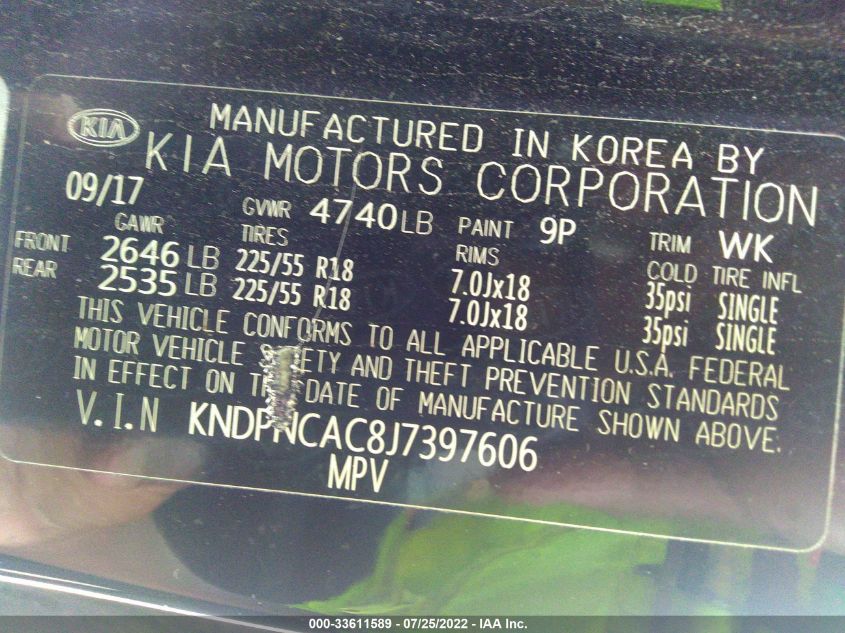 KIA
MANUFACTURED IN KOREA BY
KIA MOTORS CORPORATION
09/17 GVWR 4740LB PAINT 9P TRIM WK
GAWR TIRES RIMS COLD TIRE INFL
FRONT 2646 LB 225/55 R18 7.0Jx18 35psi SINGLE
REAR 2535 LB 225/55 R18 7.0Jx18 35psi SINGLE
THIS VEHICLE CONFORMS TO ALL APPLICABLE U.S.A. FEDERAL
MOTOR VEHICLE AND THEFT PREVENTION STANDARDS
IN EFFECT ON DATE OF MANUFACTURE SHOWN ABOVE.
V.I.N KNDPNCAC8J7397606
MPV
000-33611589 - 07/25/2022 - IAA Inc.